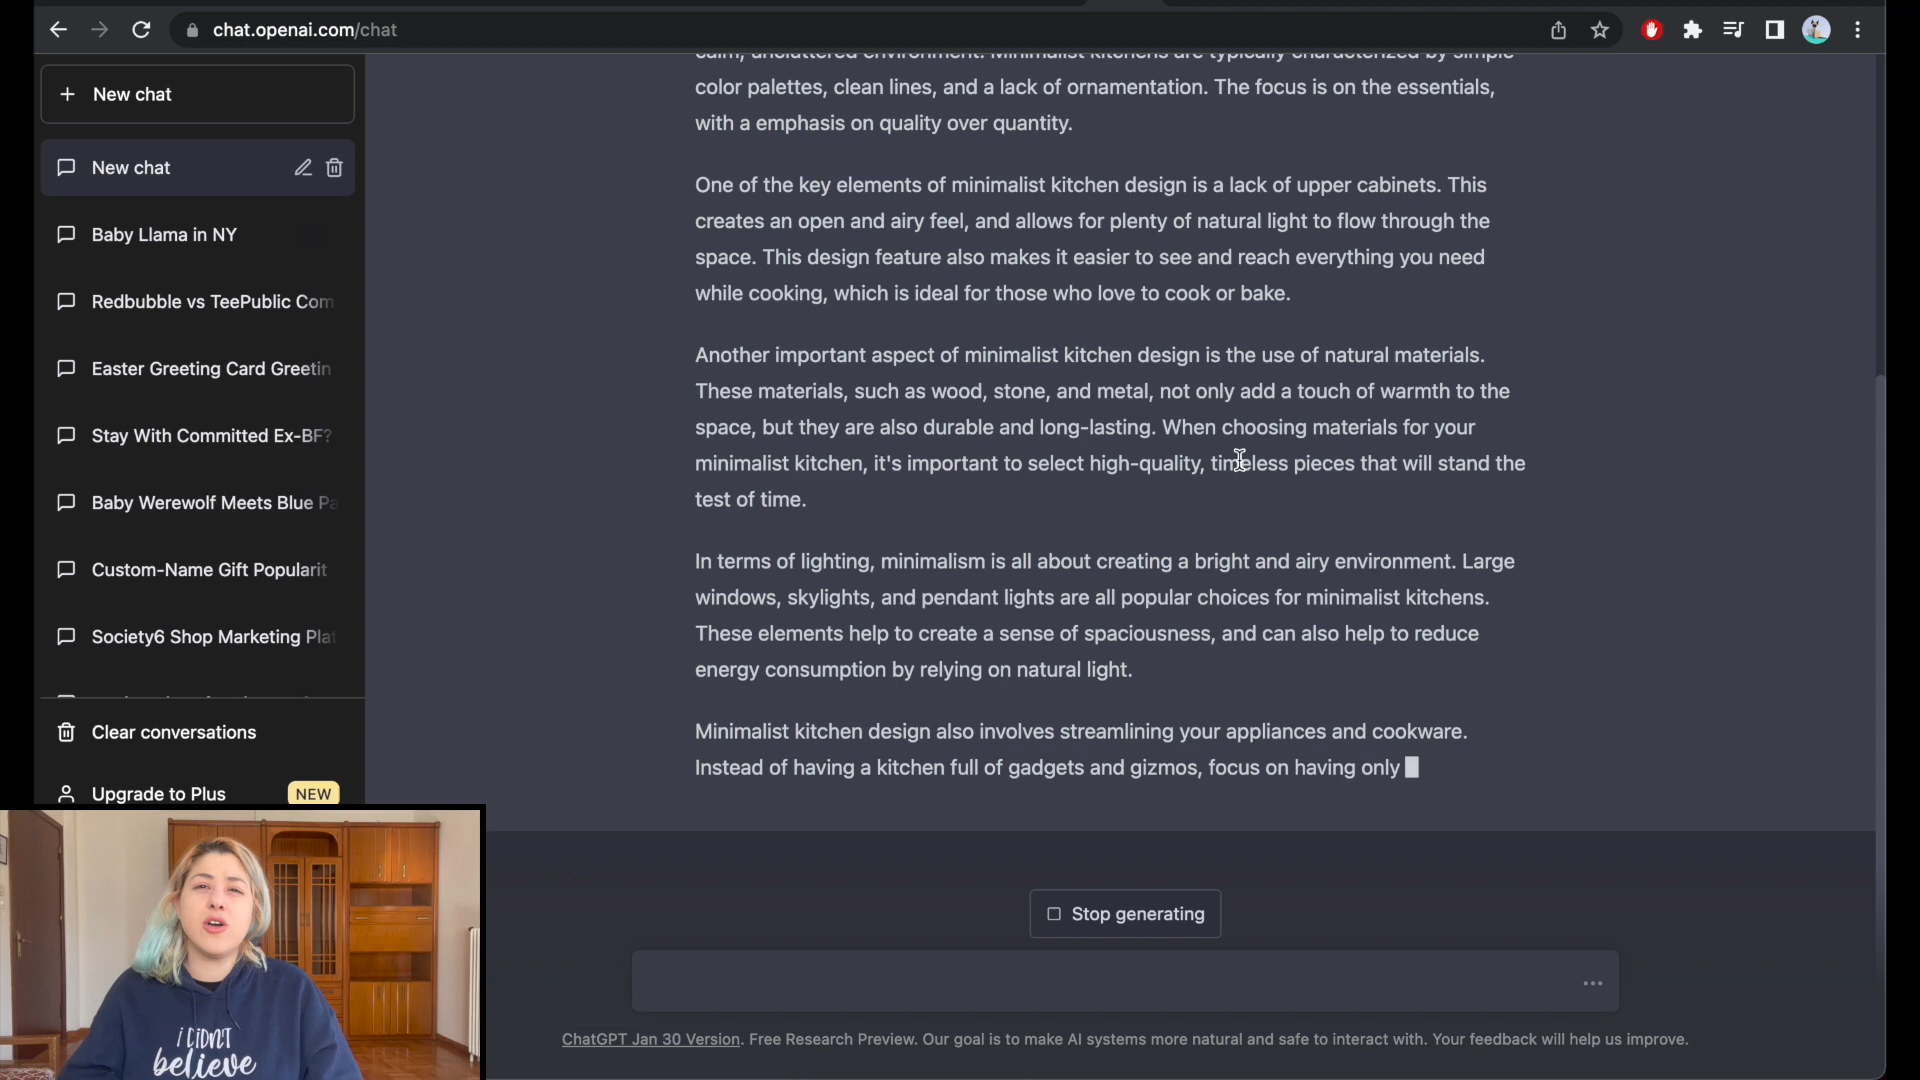 chat.openai.com/chat
New chat
New chat
Baby Llama in NY
Redbubble vs TeePublic Com
Easter Greeting Card Greetin
Stay With Committed Ex-BF?
Baby Werewolf Meets Blue Pa
Custom-Name Gift Popularit
Society6 Shop Marketing Plat
Clear conversations
Upgrade to Plus NEW
calm, uncluttered environment. Minimalist kitchens are typically characterized by simple
color palettes, clean lines, and a lack of ornamentation. The focus is on the essentials,
with a emphasis on quality over quantity.
One of the key elements of minimalist kitchen design is a lack of upper cabinets. This
creates an open and airy feel, and allows for plenty of natural light to flow through the
space. This design feature also makes it easier to see and reach everything you need
while cooking, which is ideal for those who love to cook or bake.
Another important aspect of minimalist kitchen design is the use of natural materials.
These materials, such as wood, stone, and metal, not only add a touch of warmth to the
space, but they are also durable and long-lasting. When choosing materials for your
minimalist kitchen, it's important to select high-quality, timeless pieces that will stand the
test of time.
In terms of lighting, minimalism is all about creating a bright and airy environment. Large
windows, skylights, and pendant lights are all popular choices for minimalist kitchens.
These elements help to create a sense of spaciousness, and can also help to reduce
energy consumption by relying on natural light.
Minimalist kitchen design also involves streamlining your appliances and cookware.
Instead of having a kitchen full of gadgets and gizmos, focus on having only
Stop generating
ChatGPT Jan 30 Version. Free Research Preview. Our goal is to make AI systems more natural and safe to interact with. Your feedback will help us improve.
i DIDN'T
believe